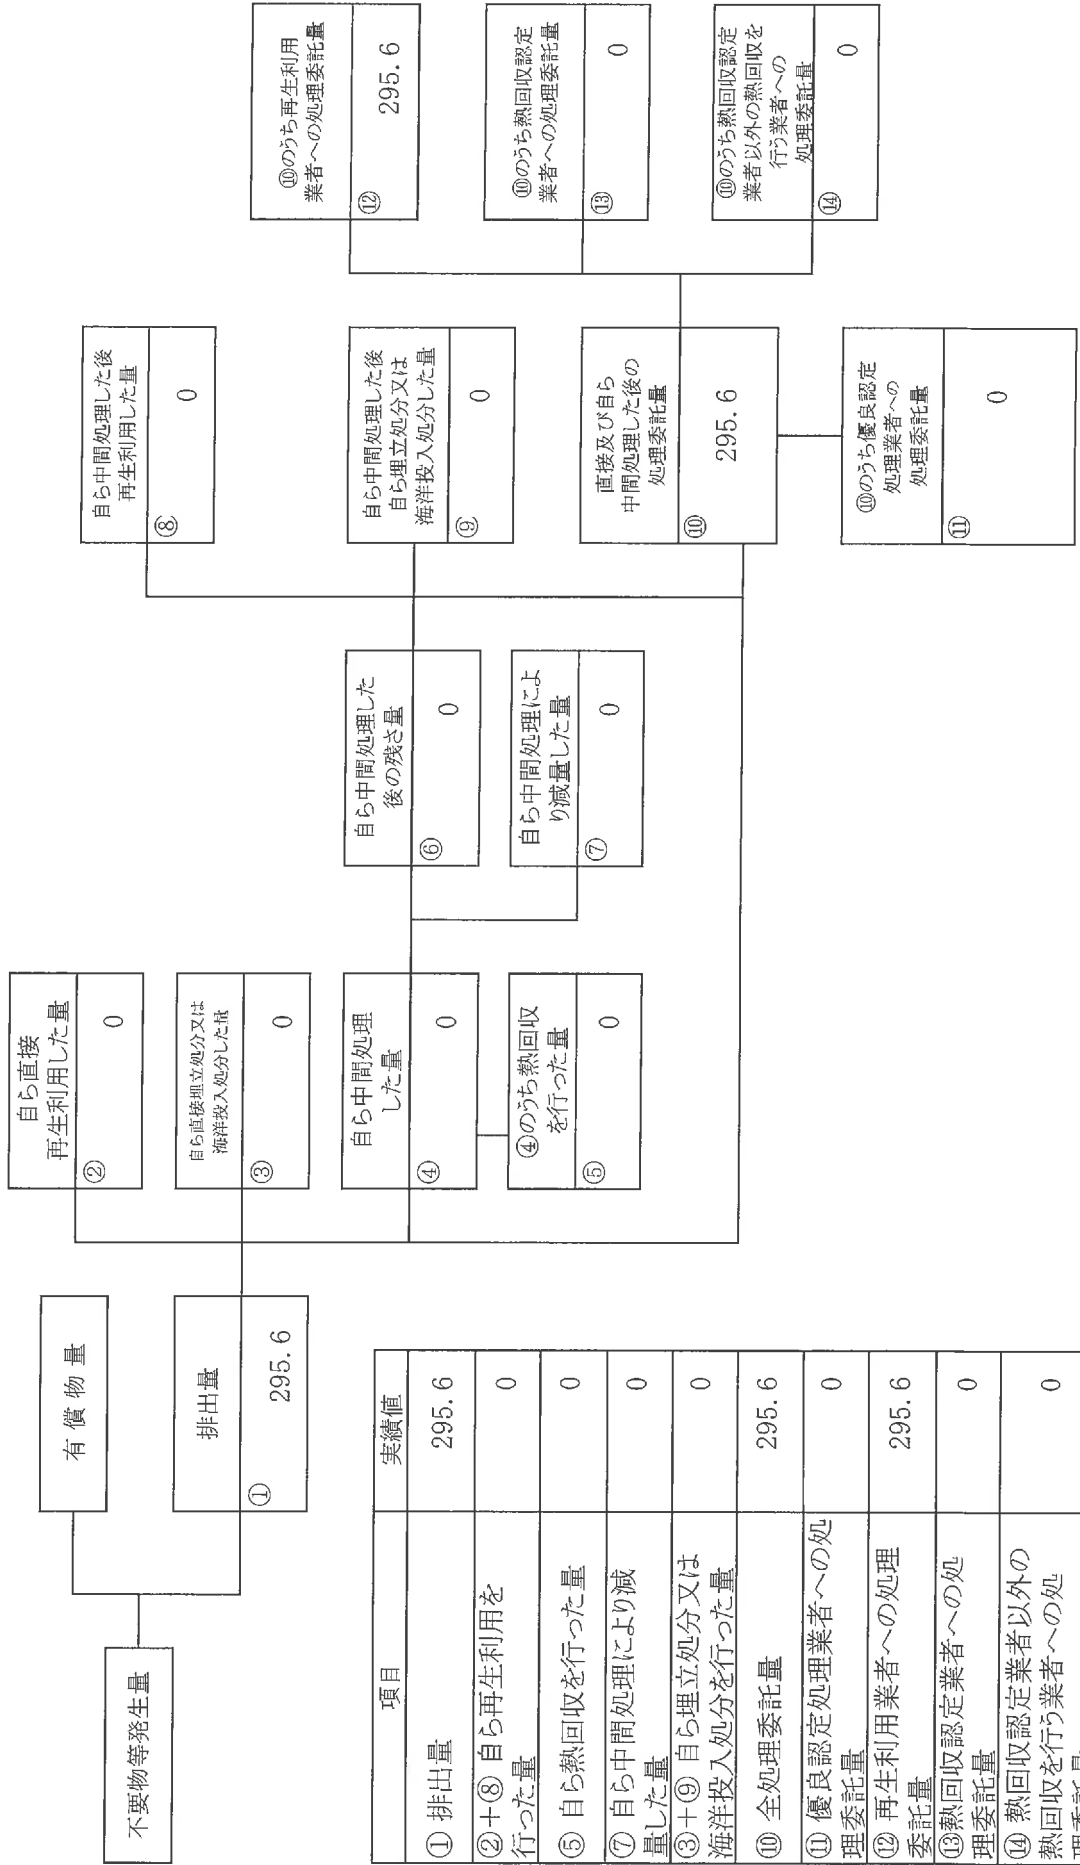 不要物等発生量
有償物量
排出量
①
295.6
自ら直接
再生利用した量
②
0
自ら直接埋立処分又は
海洋投入処分した量
③
0
自ら中間処理
した量
④
0
④のうち熱回収
を行った量
⑤
0
自ら中間処理した
後の残さ量
⑥
0
自ら中間処理によ
り減量した量
⑦
0
自ら中間処理した後
再生利用した量
⑧
0
自ら中間処理した後
自ら埋立処分又は
海洋投入処分した量
⑨
0
直接及び自ら
中間処理した後の
処理委託量
⑩
295.6
⑩のうち優良認定
処理業者への
処理委託量
⑪
0
⑩のうち再生利用
業者への処理委託量
⑫
295.6
⑩のうち熱回収認定
業者への処理委託量
⑬
0
⑩のうち熱回収認定
業者以外の熱回収を
行う業者への
処理委託量
⑭
0
項目 実績値
① 排出量 295.6
②+⑧ 自ら再生利用を
行った量 0
⑤ 自ら熱回収を行った量 0
⑦ 自ら中間処理により減
量した量 0
③+⑨ 自ら埋立処分又は
海洋投入処分を行った量 0
⑩ 全処理委託量 295.6
⑪ 優良認定処理業者への処
理委託量 0
⑫ 再生利用業者への処理
委託量 295.6
⑬熱回収認定業者への処
理委託量 0
⑭ 熱回収認定業者以外の
熱回収を行う業者への処 0
理委託量